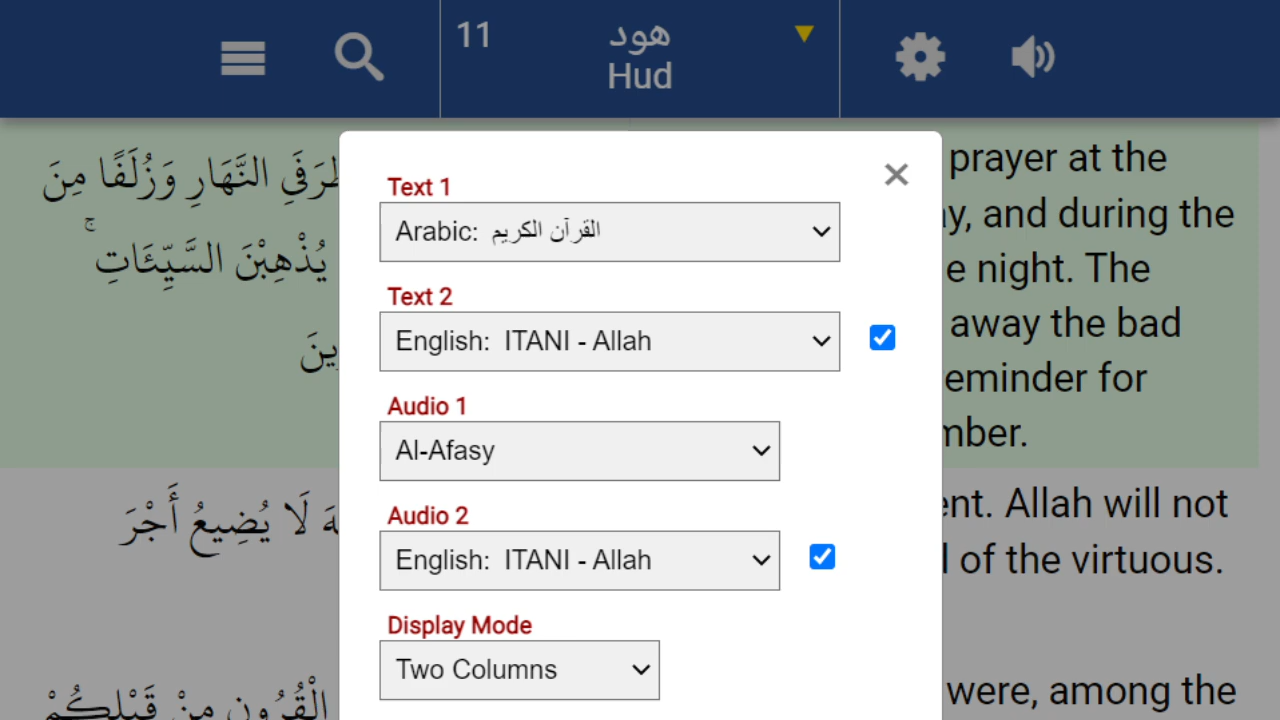 11
هود
Hud
طَرَفَيِ النَّهَارِ وَزُلَفًا مِنَ
يُذْهِبْنَ السَّيِّئَاتِ ۚ
لَا يُضِيعُ أَجْرَ
الْقُرُونِ مِنْ قَبْلِكُمْ
Text 1
Arabic: القرآن الكريم
Text 2
English: ITANI - Allah
Audio 1
Al-Afasy
Audio 2
English: ITANI - Allah
Display Mode
Two Columns
prayer at the
and during the
night. The
away the bad
for
ent. Allah will not
of the virtuous.
were, among the